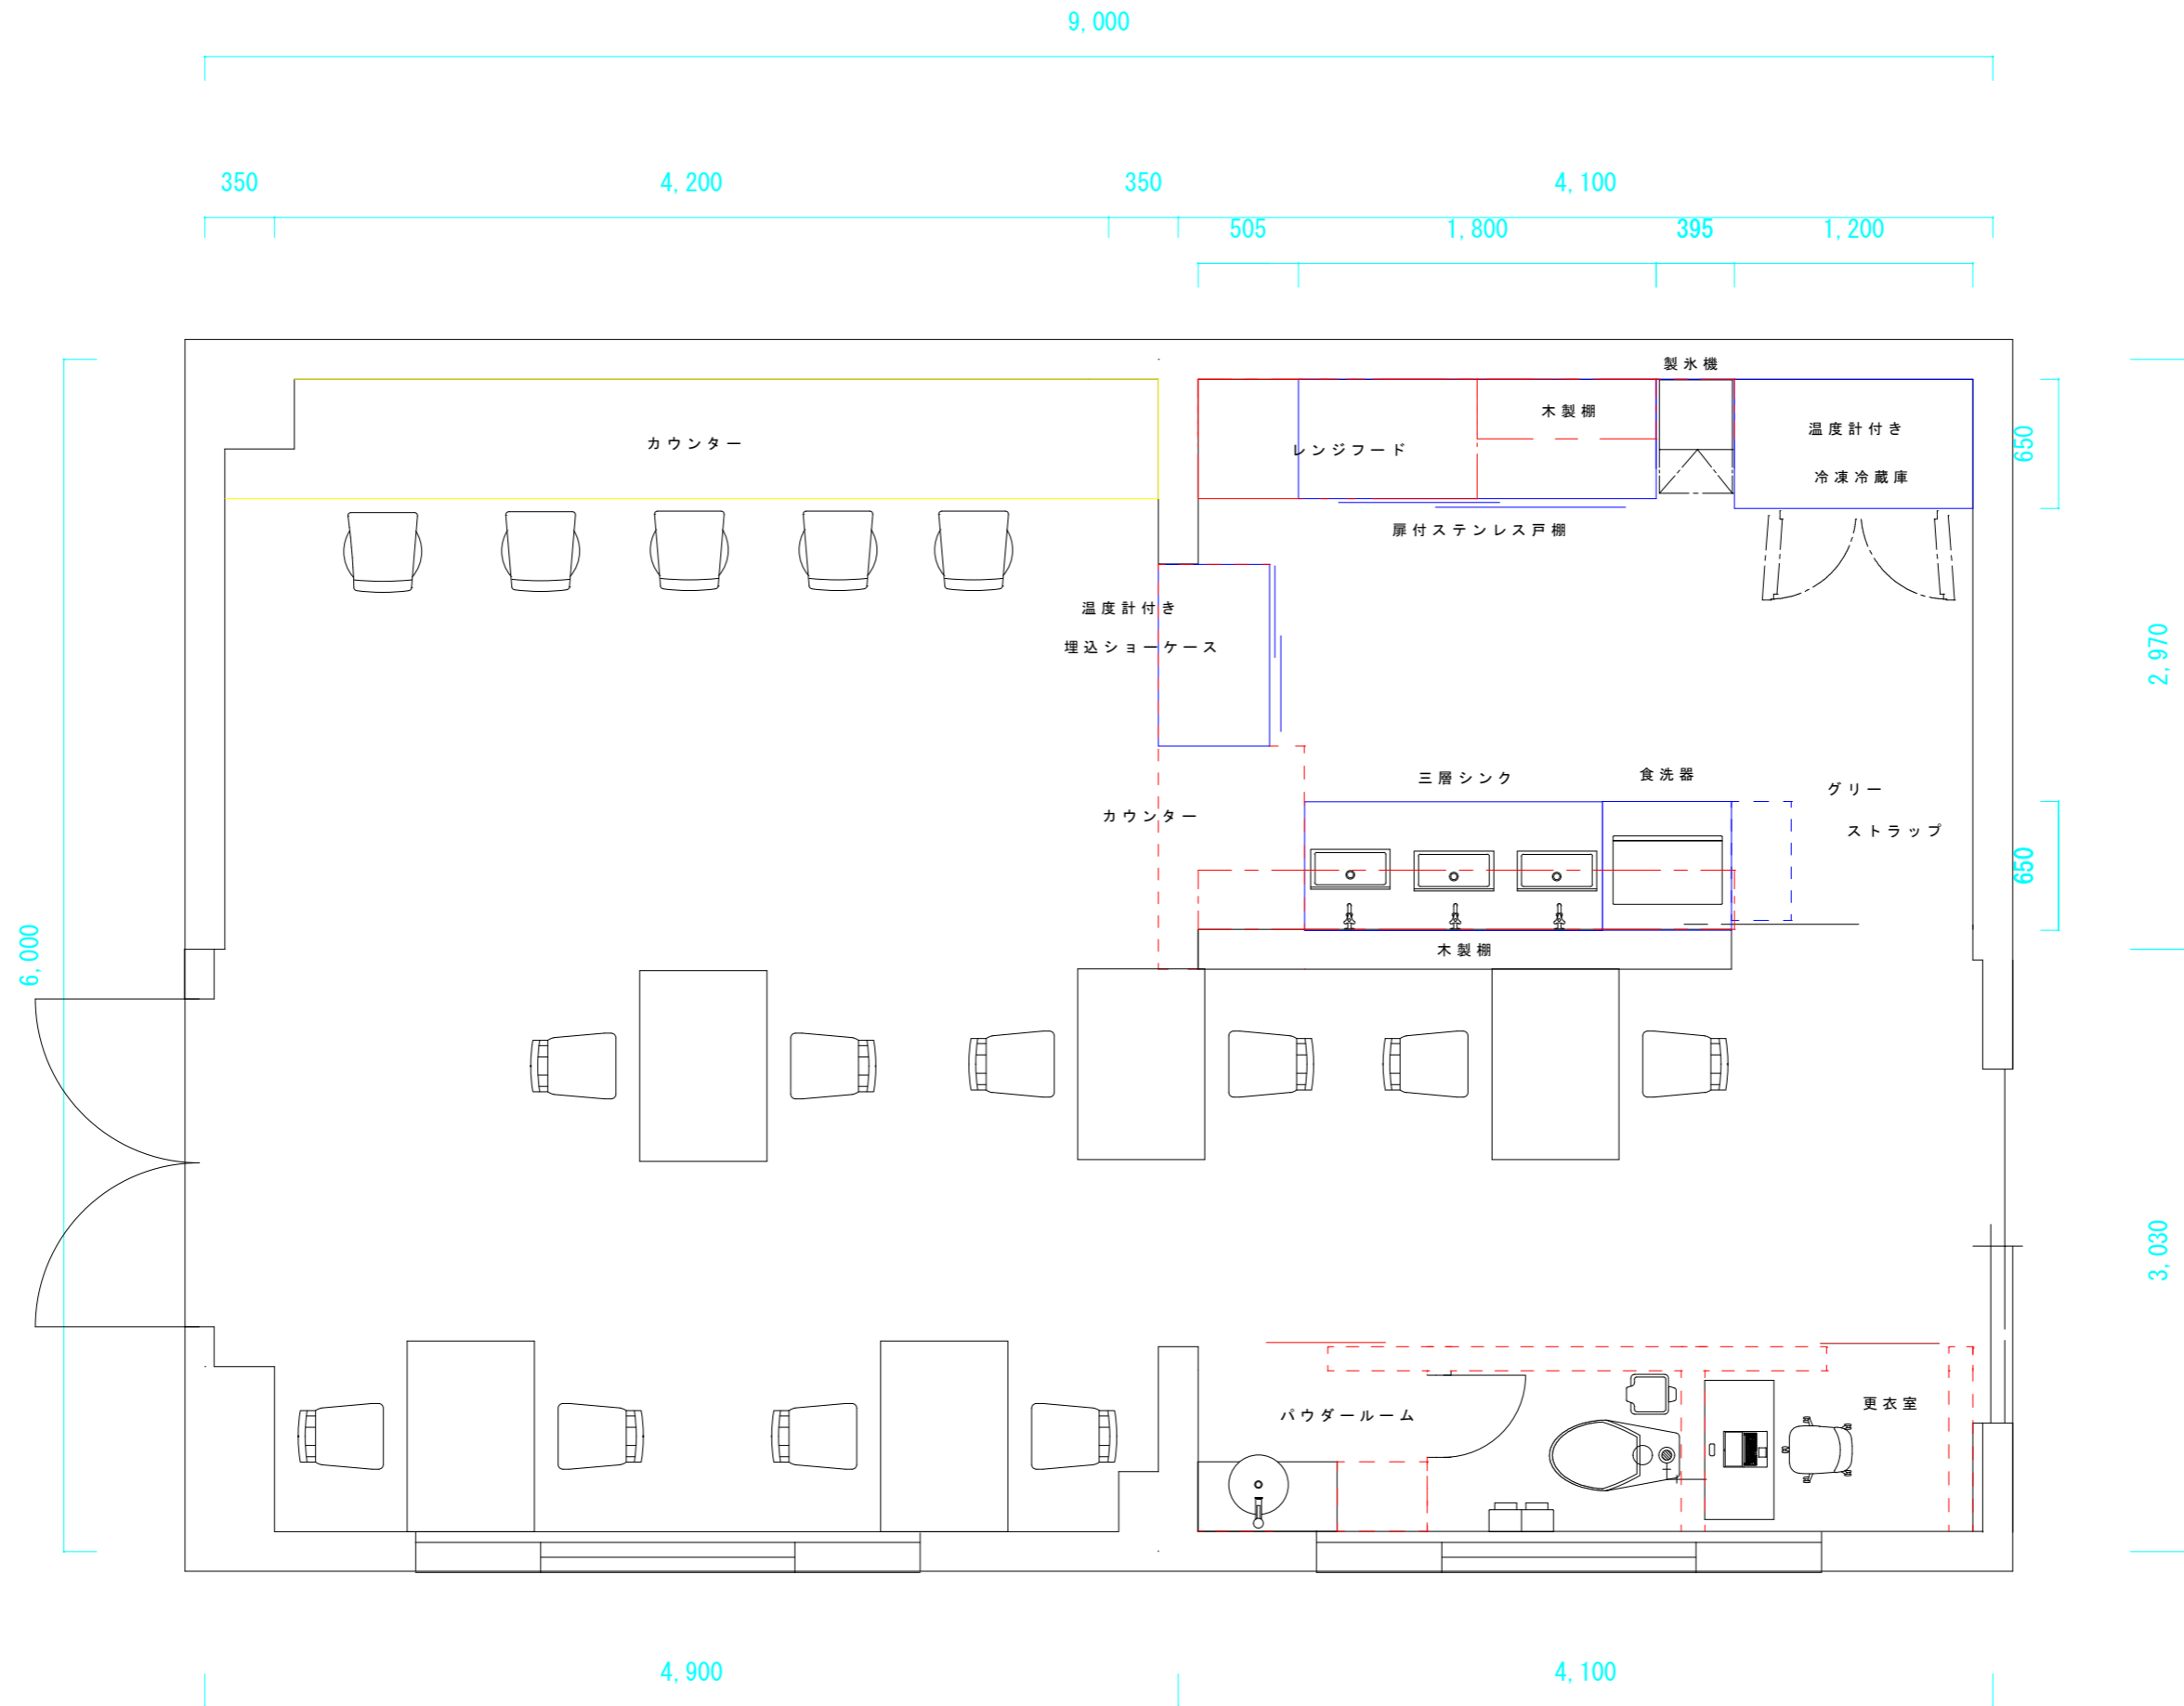 9,000
350
4,200
350
4,100
505
1,800
395
1,200
製氷機
木製棚
カウンター
レンジフード
温度計付き
冷凍冷蔵庫
650
扉付ステンレス戸棚
温度計付き
埋込ショーケース
2,970
三層シンク
食洗器
グリー
ストラップ
カウンター
650
木製棚
6,000
3,030
パウダールーム
更衣室
4,900
4,100